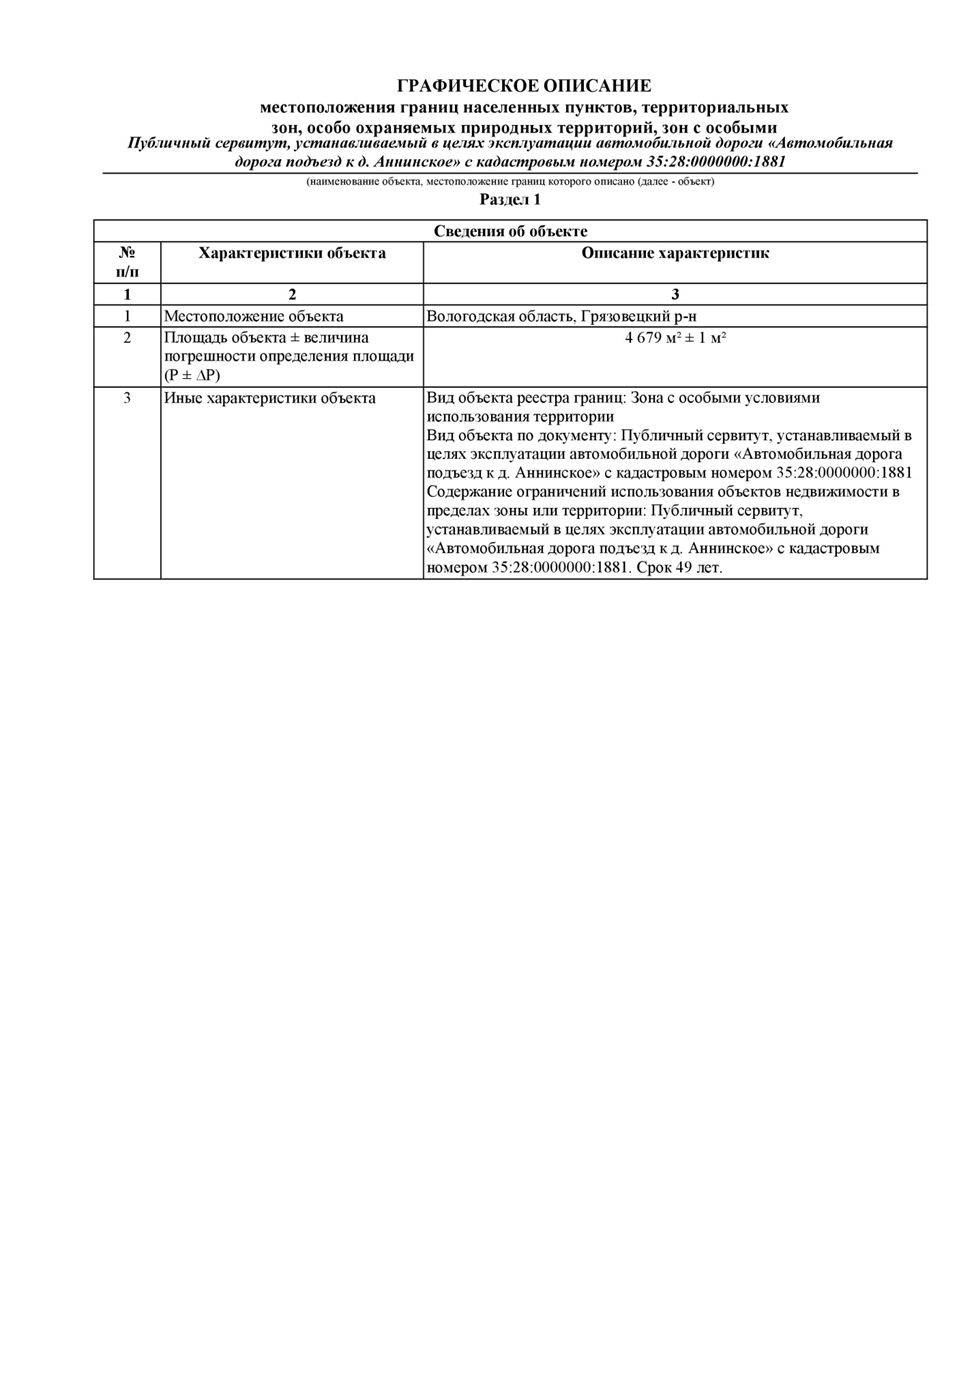 ГРАФИЧЕСКОЕ ОПИСАНИЕ
местоположения границ населенных пунктов, территориальных
зон, особо охраняемых природных территорий, зон с особыми
Публичный сервитут, устанавливаемый в целях эксплуатации автомобильной дороги «Автомобильная
дорога подъезд к д. Аннинское» с кадастровым номером 35:28:0000000:1881
(наименование объекта, местоположение границ которого описано (далее - объект)
Раздел 1
Сведения об объекте
№ Характеристики объекта Описание характеристик
п/п
1 2 3
1 Местоположение объекта Вологодская область, Грязовецкий р-н
2 Площадь объекта ± величина 4 679 м² ± 1 м²
погрешности определения площади
(P ± ∆P)
3 Иные характеристики объекта Вид объекта реестра границ: Зона с особыми условиями
использования территории
Вид объекта по документу: Публичный сервитут, устанавливаемый в
целях эксплуатации автомобильной дороги «Автомобильная дорога
подъезд к д. Аннинское» с кадастровым номером 35:28:0000000:1881
Содержание ограничений использования объектов недвижимости в
пределах зоны или территории: Публичный сервитут,
устанавливаемый в целях эксплуатации автомобильной дороги
«Автомобильная дорога подъезд к д. Аннинское» с кадастровым
номером 35:28:0000000:1881. Срок 49 лет.